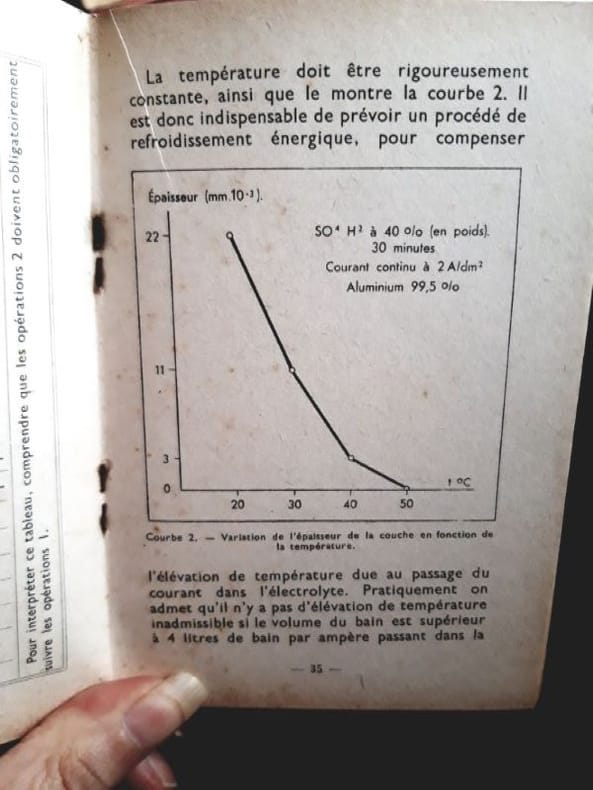 Pour interpréter ce tableau, comprendre que les opérations 2 doivent obligatoirement
suivre les opérations 1.
La température doit être rigoureusement
constante, ainsi que le montre la courbe 2. Il
est donc indispensable de prévoir un procédé de
refroidissement énergique, pour compenser
Épaisseur (mm.10⁻³).
SO⁴ H² à 40 o/o (en poids).
30 minutes
Courant continu à 2 A/dm²
Aluminium 99,5 o/o
22
11
3
0
t °C
20 30 40 50
Courbe 2. — Variation de l'épaisseur de la couche en fonction de
la température.
l'élévation de température due au passage du
courant dans l'électrolyte. Pratiquement on
admet qu'il n'y a pas d'élévation de température
inadmissible si le volume du bain est supérieur
à 4 litres de bain par ampère passant dans la
— 35 —